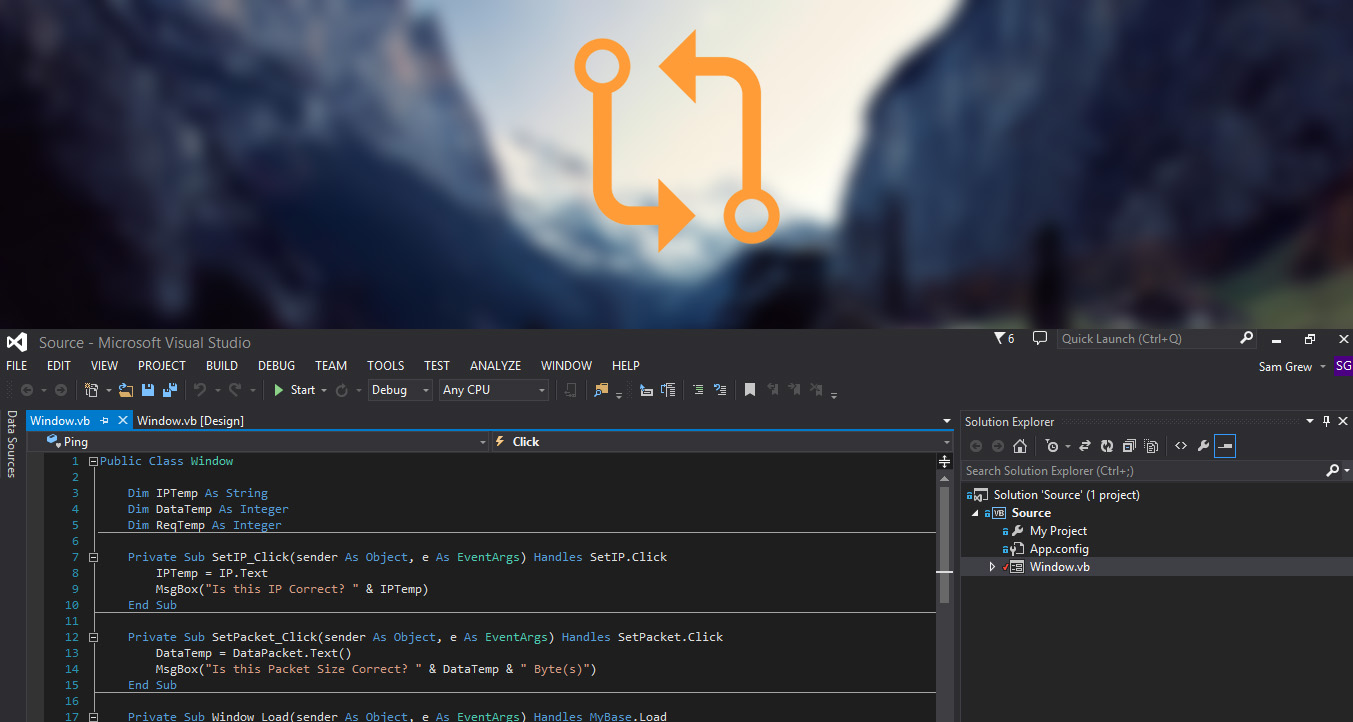 Source - Microsoft Visual Studio
6
Quick Launch (Ctrl+Q)
FILE EDIT VIEW PROJECT BUILD DEBUG TEAM TOOLS TEST ANALYZE WINDOW HELP
Sam Grew
SG
Start
Debug
Any CPU
Data Sources
Window.vb
Window.vb [Design]
Ping
Click
1 Public Class Window
2
3 Dim IPTemp As String
4 Dim DataTemp As Integer
5 Dim ReqTemp As Integer
6
7 Private Sub SetIP_Click(sender As Object, e As EventArgs) Handles SetIP.Click
8 IPTemp = IP.Text
9 MsgBox("Is this IP Correct? " & IPTemp)
10 End Sub
11
12 Private Sub SetPacket_Click(sender As Object, e As EventArgs) Handles SetPacket.Click
13 DataTemp = DataPacket.Text()
14 MsgBox("Is this Packet Size Correct? " & DataTemp & " Byte(s)")
15 End Sub
16
17 Private Sub Window_Load(sender As Object, e As EventArgs) Handles MyBase.Load
Solution Explorer
Search Solution Explorer (Ctrl+;)
Solution 'Source' (1 project)
VB Source
My Project
App.config
Window.vb